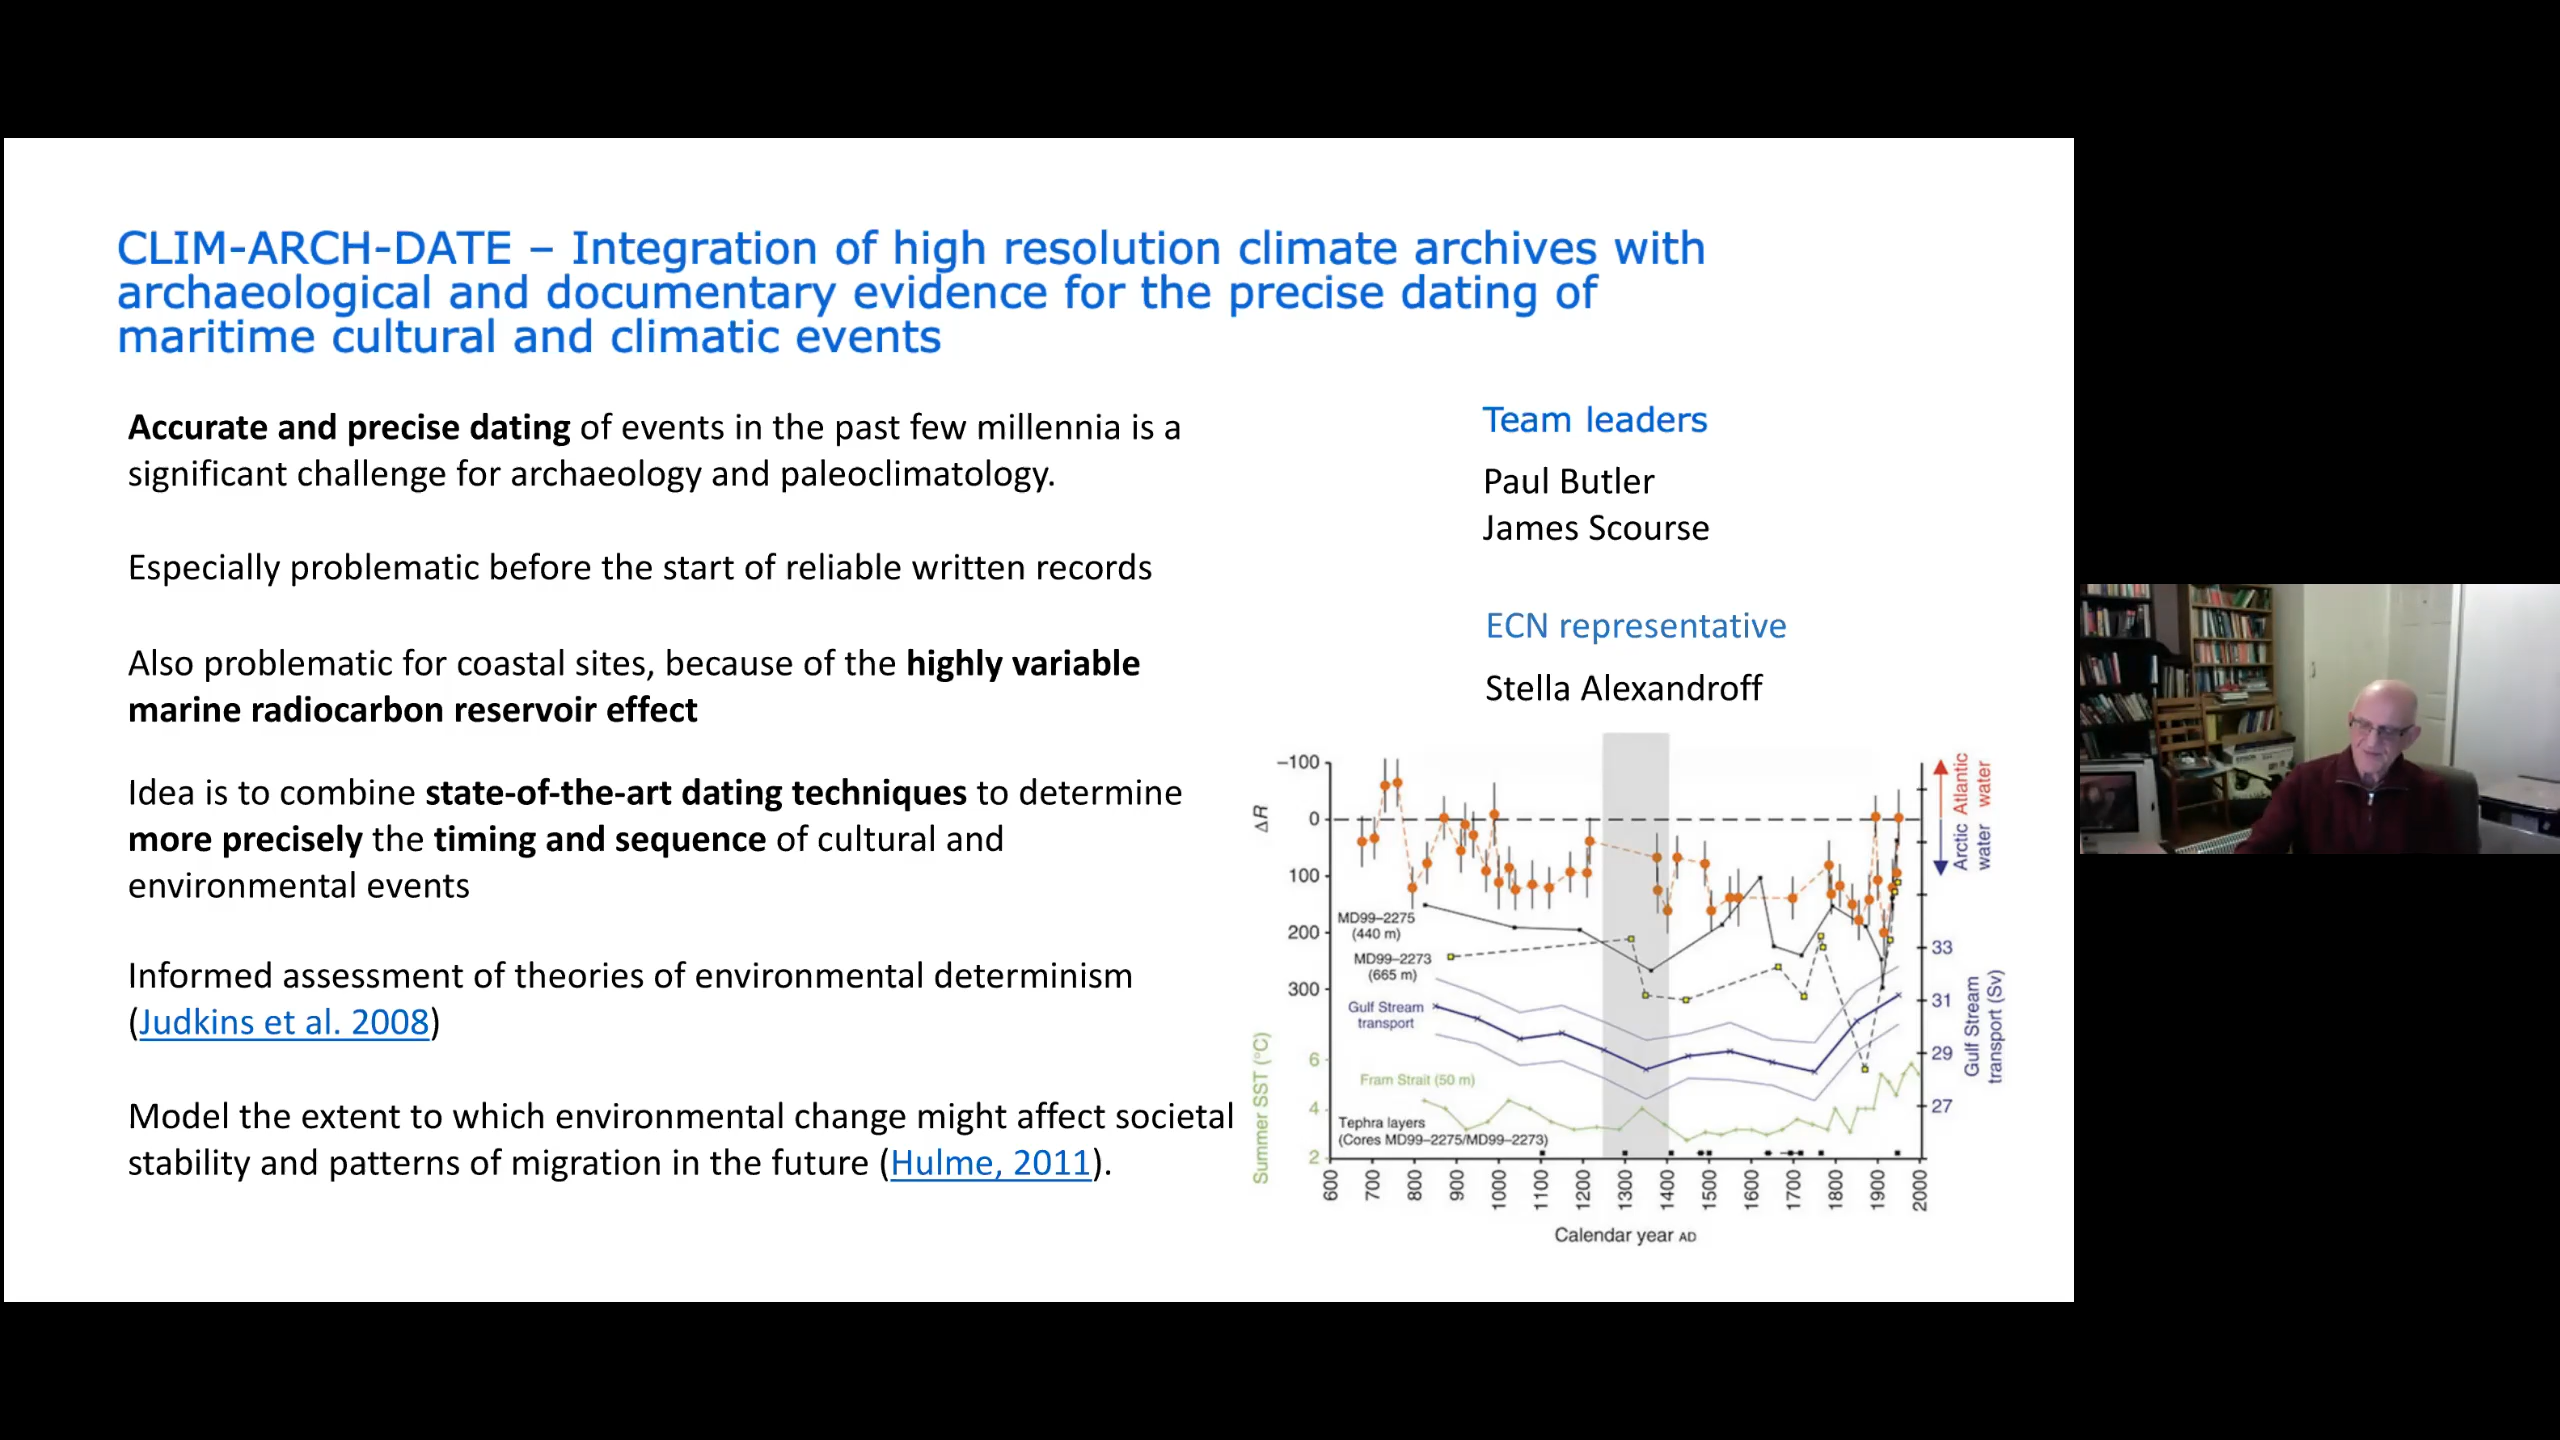 CLIM-ARCH-DATE – Integration of high resolution climate archives with
archaeological and documentary evidence for the precise dating of
maritime cultural and climatic events
Accurate and precise dating of events in the past few millennia is a
significant challenge for archaeology and paleoclimatology.
Especially problematic before the start of reliable written records
Also problematic for coastal sites, because of the highly variable
marine radiocarbon reservoir effect
Idea is to combine state-of-the-art dating techniques to determine
more precisely the timing and sequence of cultural and
environmental events
Informed assessment of theories of environmental determinism
(Judkins et al. 2008)
Model the extent to which environmental change might affect societal
stability and patterns of migration in the future (Hulme, 2011).
Team leaders
Paul Butler
James Scourse
ECN representative
Stella Alexandroff
−100
0
100
200
300
ΔR
6
4
2
Summer SST (°C)
MD99–2275
(440 m)
MD99–2273
(665 m)
Gulf Stream
transport
Fram Strait (50 m)
Tephra layers
(Cores MD99–2275/MD99–2273)
Atlantic
water
Arctic
water
33
31
29
27
Gulf Stream
transport (Sv)
600
700
800
900
1000
1100
1200
1300
1400
1500
1600
1700
1800
1900
2000
Calendar year AD